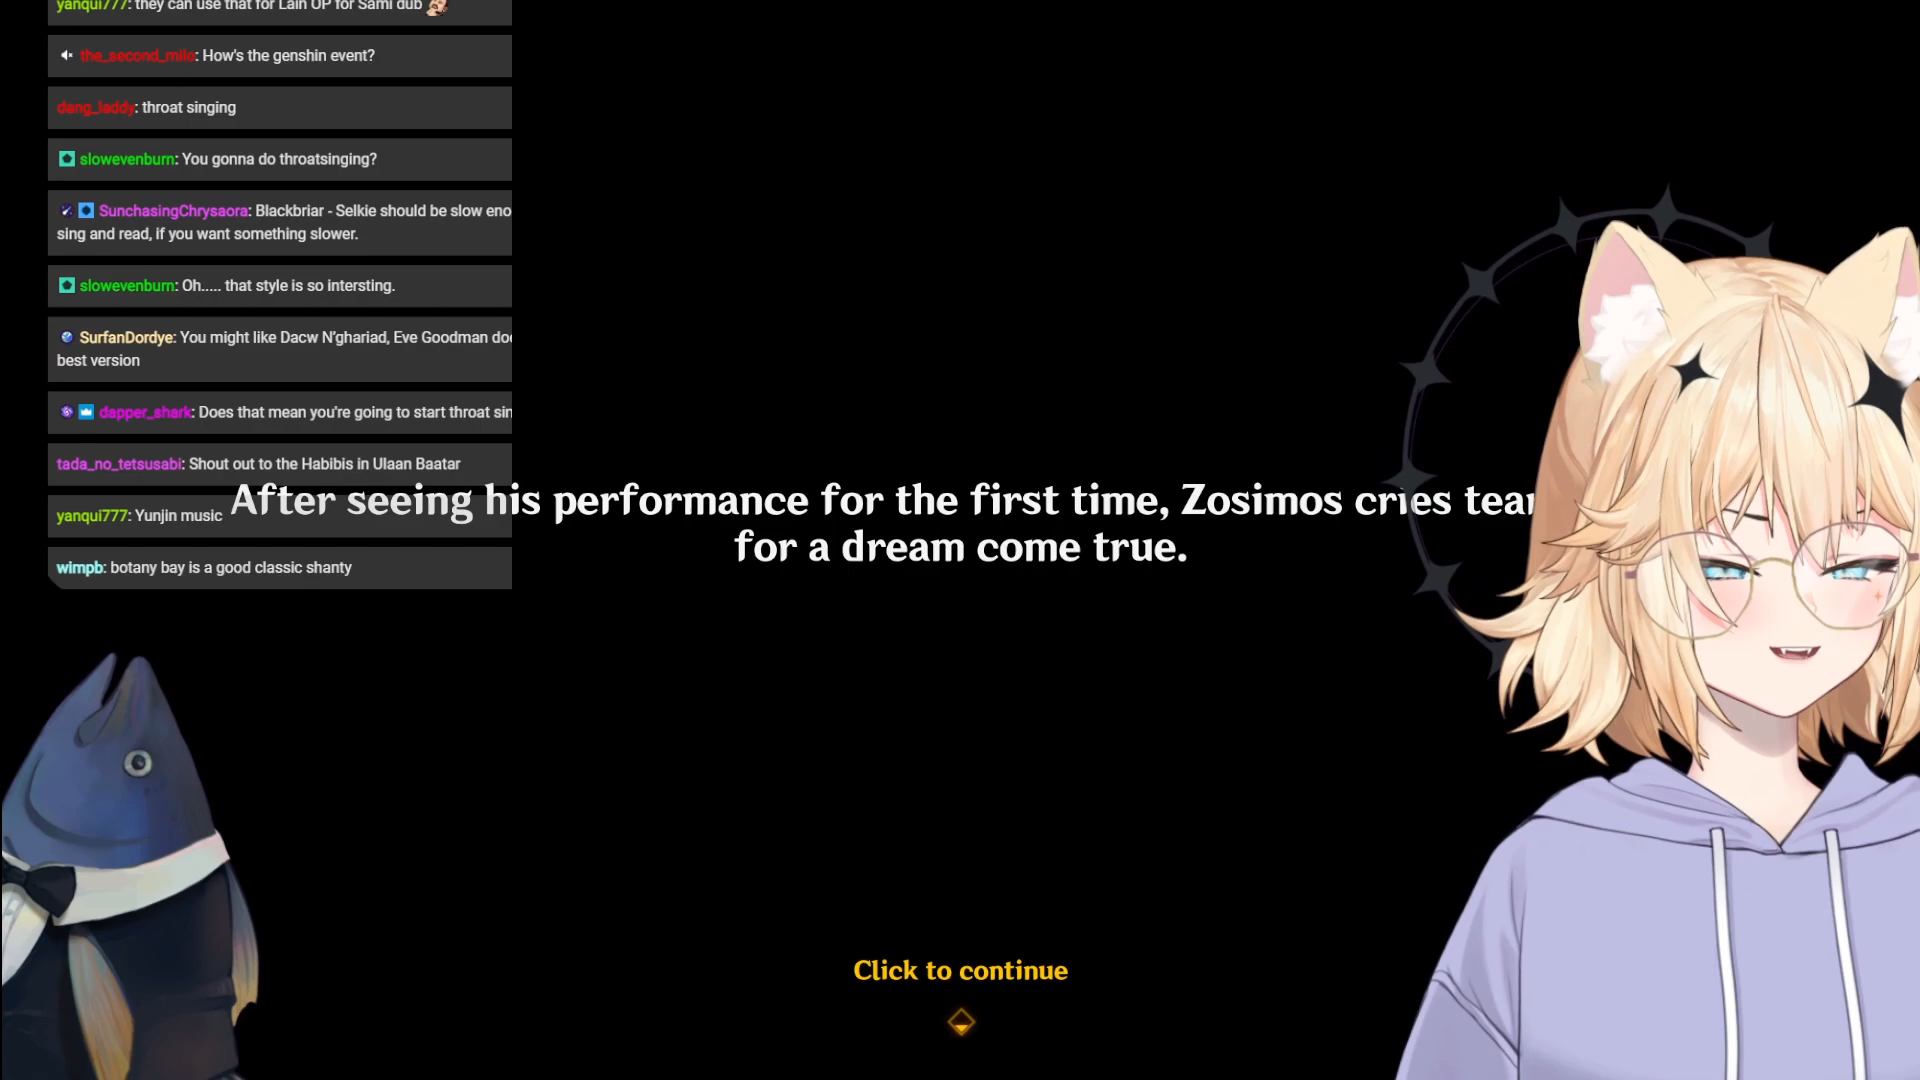 yanqui777: they can use that for Lain OP for Sami dub
the_second_milo: How's the genshin event?
dang_laddy: throat singing
slowevenburn: You gonna do throatsinging?
SunchasingChrysaora: Blackbriar - Selkie should be slow eno
sing and read, if you want something slower.
slowevenburn: Oh..... that style is so intersting.
SurfanDordye: You might like Dacw N'ghariad, Eve Goodman doe
best version
dapper_shark: Does that mean you're going to start throat sin
tada_no_tetsusabi: Shout out to the Habibis in Ulaan Baatar
yanqui777: Yunjin music
wimpb: botany bay is a good classic shanty
After seeing his performance for the first time, Zosimos cries tear
for a dream come true.
Click to continue